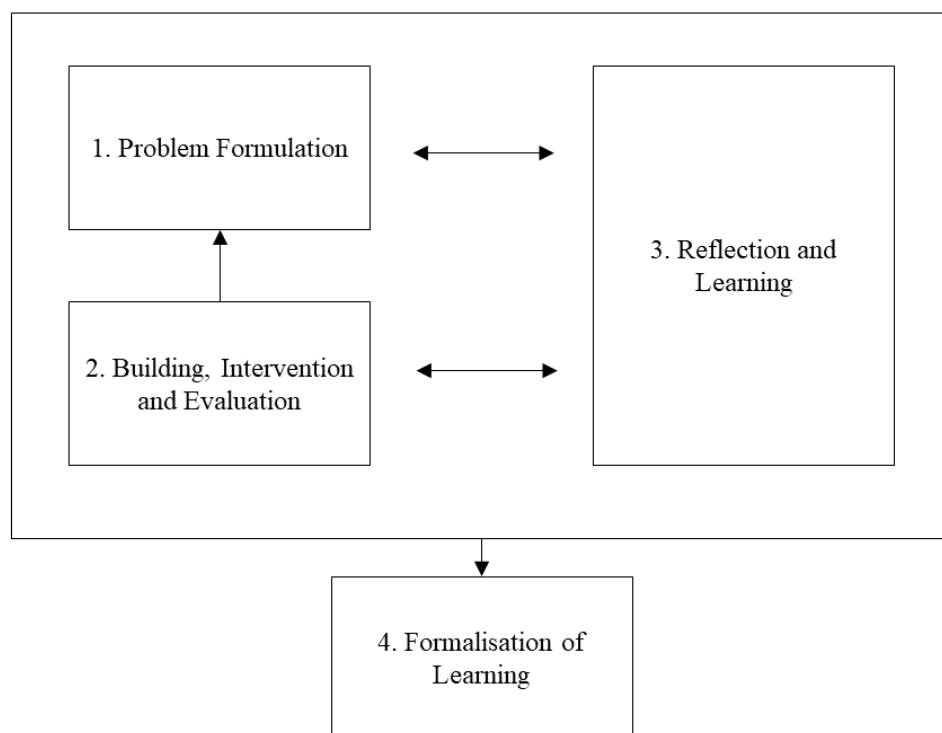 1. Problem Formulation
2. Building, Intervention
and Evaluation
3. Reflection and
Learning
4. Formalisation of
Learning